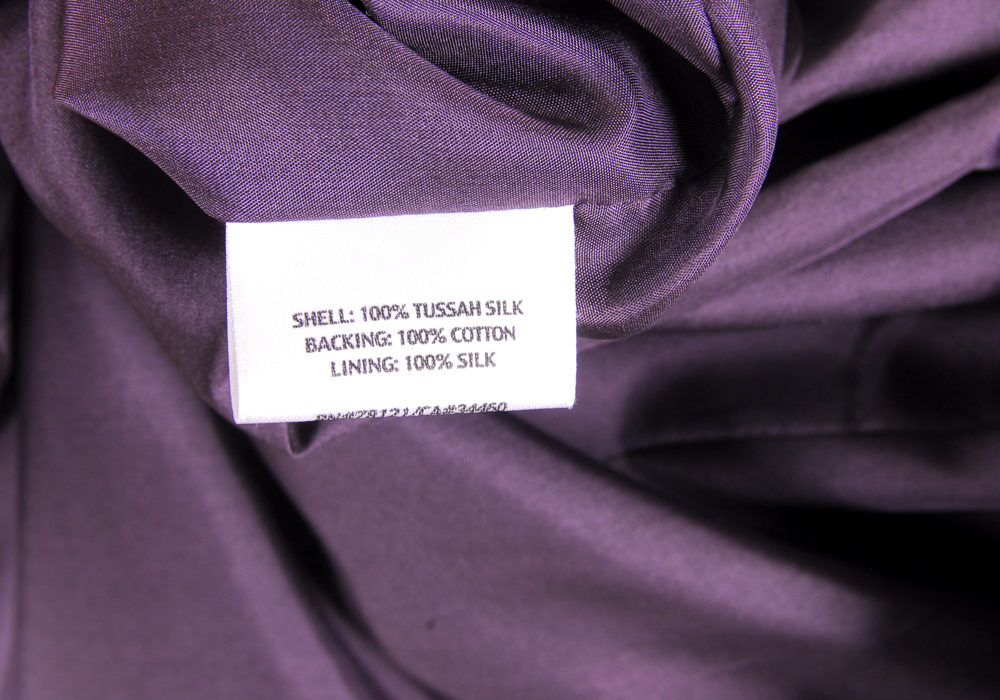 SHELL: 100% TUSSAH SILK
BACKING: 100% COTTON
LINING: 100% SILK